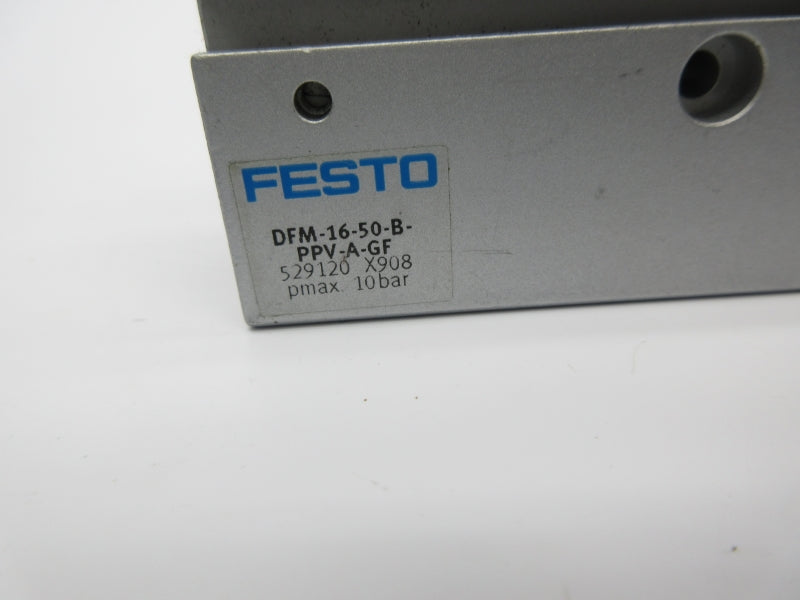 FESTO
DFM-16-50-B-
PPV-A-GF
529120 X908
pmax. 10bar